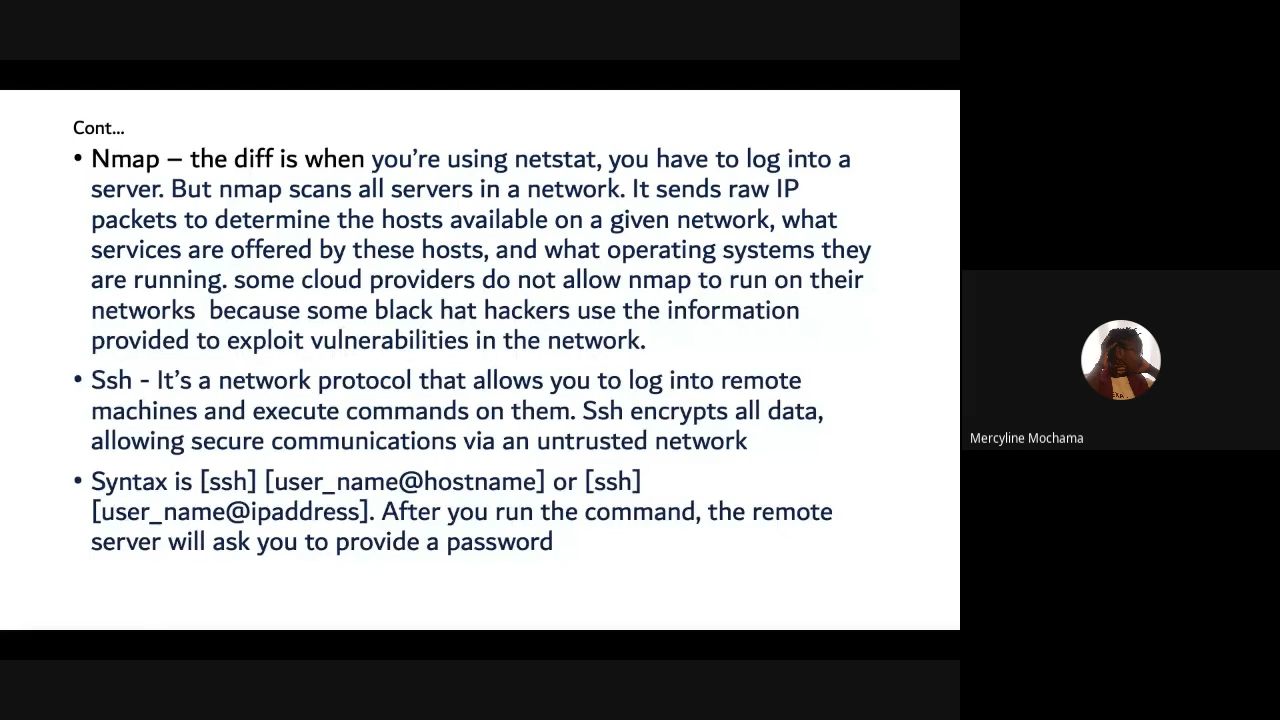 Cont...
• Nmap – the diff is when you’re using netstat, you have to log into a
server. But nmap scans all servers in a network. It sends raw IP
packets to determine the hosts available on a given network, what
services are offered by these hosts, and what operating systems they
are running. some cloud providers do not allow nmap to run on their
networks  because some black hat hackers use the information
provided to exploit vulnerabilities in the network.
• Ssh - It’s a network protocol that allows you to log into remote
machines and execute commands on them. Ssh encrypts all data,
allowing secure communications via an untrusted network
• Syntax is [ssh] [user_name@hostname] or [ssh]
[user_name@ipaddress]. After you run the command, the remote
server will ask you to provide a password
Mercyline Mochama